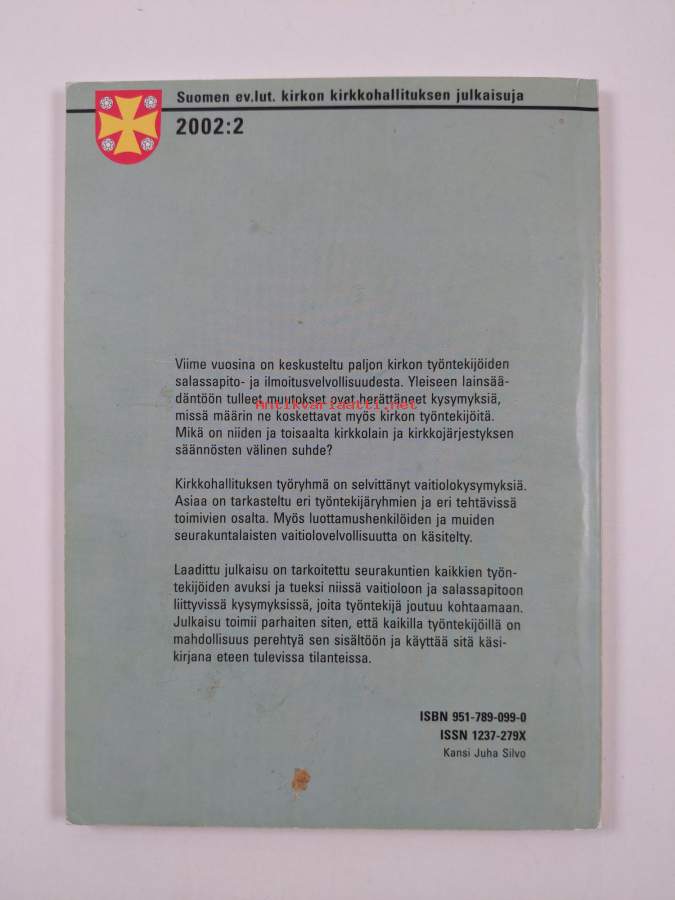 Suomen ev.lut. kirkon kirkkohallituksen julkaisuja
2002:2
Viime vuosina on keskusteltu paljon kirkon työntekijöiden
salassapito- ja ilmoitusvelvollisuudesta. Yleiseen lainsää-
däntöön tulleet muutokset ovat herättäneet kysymyksiä,
Antikvariaatti.net
missä määrin ne koskettavat myös kirkon työntekijöitä.
Mikä on niiden ja toisaalta kirkkolain ja kirkkojärjestyksen
säännösten välinen suhde?
Kirkkohallituksen työryhmä on selvittänyt vaitiolokysymyksiä.
Asiaa on tarkasteltu eri työntekijäryhmien ja eri tehtävissä
toimivien osalta. Myös luottamushenkilöiden ja muiden
seurakuntalaisten vaitiolovelvollisuutta on käsitelty.
Laadittu julkaisu on tarkoitettu seurakuntien kaikkien työn-
tekijöiden avuksi ja tueksi niissä vaitioloon ja salassapitoon
liittyvissä kysymyksissä, joita työntekijä joutuu kohtaamaan.
Julkaisu toimii parhaiten siten, että kaikilla työntekijöillä on
mahdollisuus perehtyä sen sisältöön ja käyttää sitä käsi-
kirjana eteen tulevissa tilanteissa.
ISBN 951-789-099-0
ISSN 1237-279X
Kansi Juha Silvo